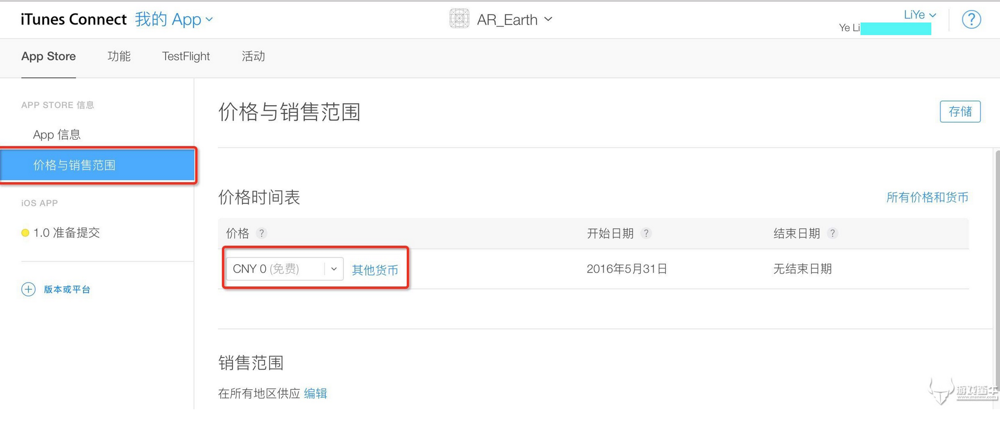 iTunes Connect 我的 App
AR_Earth
LiYe
Ye Li
?
App Store 功能 TestFlight 活动
APP STORE 信息
App 信息
价格与销售范围
iOS APP
1.0 准备提交
版本或平台
价格与销售范围
存储
价格时间表
所有价格和货币
价格 ? 开始日期 ? 结束日期 ?
CNY 0 (免费) 其他货币 2016年5月31日 无结束日期
销售范围
在所有地区供应 编辑
游戏蛮牛
www.manew.com